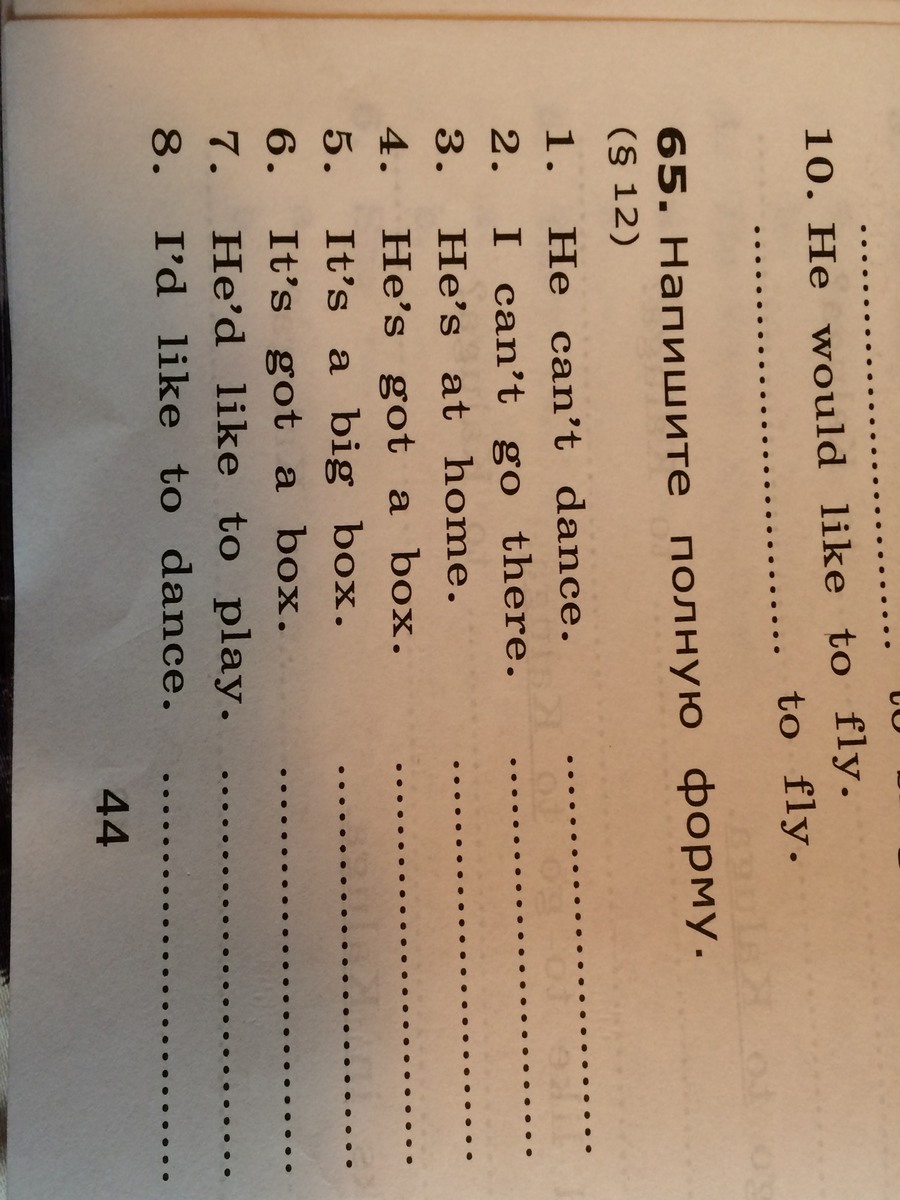 10. He would like to fly.
.............................. to fly.
65. Напишите полную форму.
(§ 12)
1. He can't dance. ..............................
2. I can't go there. ..............................
3. He's at home. ..............................
4. He's got a box. ..............................
5. It's a big box. ..............................
6. It's got a box. ..............................
7. He'd like to play. ..............................
8. I'd like to dance. ..............................
44